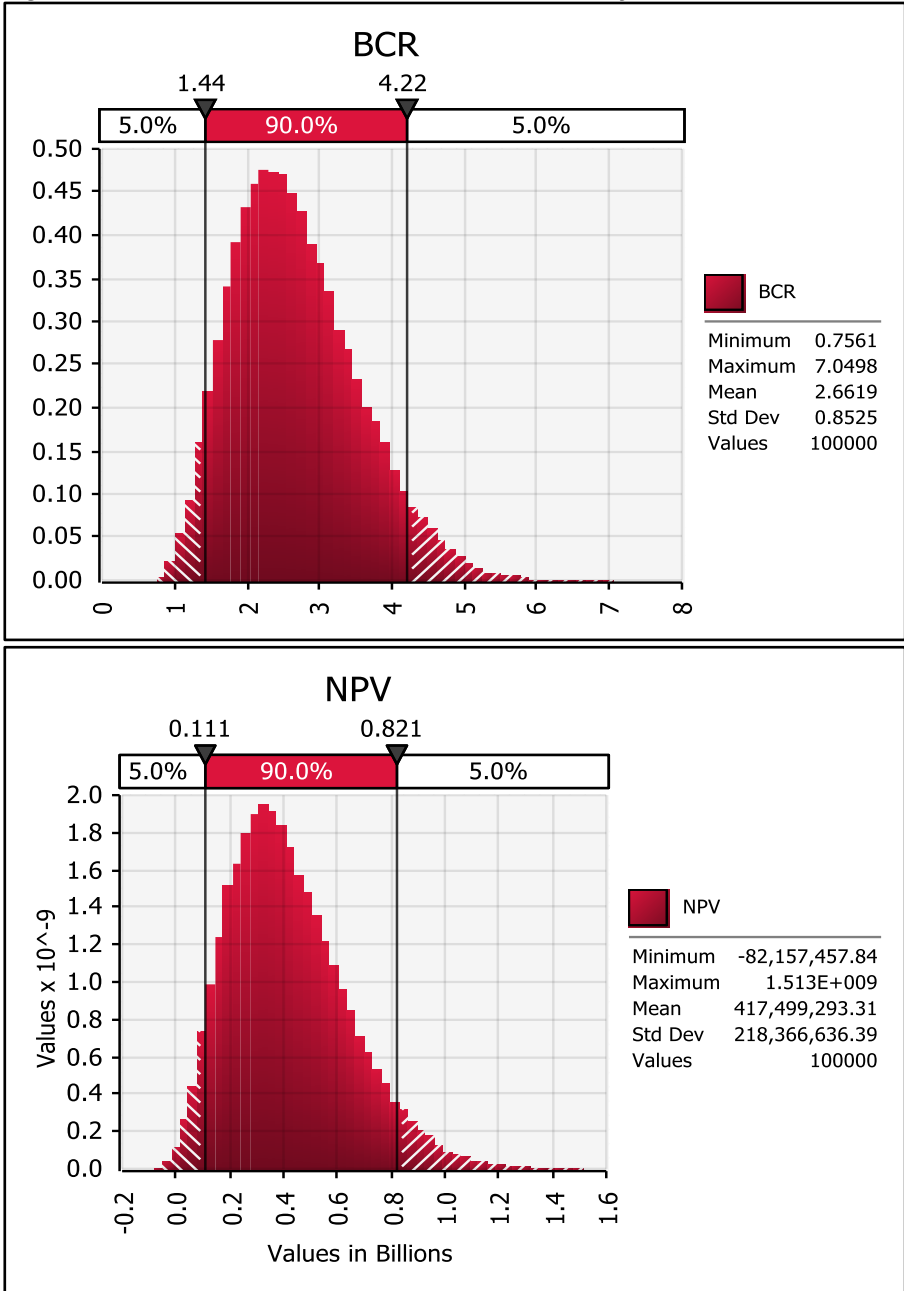 BCR
1.44 4.22
5.0% 90.0% 5.0%
0.50
0.45
0.40
0.35
0.30
0.25
0.20
0.15
0.10
0.05
0.00
0 1 2 3 4 5 6 7 8
BCR
Minimum 0.7561
Maximum 7.0498
Mean 2.6619
Std Dev 0.8525
Values 100000
NPV
0.111 0.821
5.0% 90.0% 5.0%
Values x 10^-9
2.0
1.8
1.6
1.4
1.2
1.0
0.8
0.6
0.4
0.2
0.0
-0.2 0.0 0.2 0.4 0.6 0.8 1.0 1.2 1.4 1.6
Values in Billions
NPV
Minimum -82,157,457.84
Maximum 1.513E+009
Mean 417,499,293.31
Std Dev 218,366,636.39
Values 100000